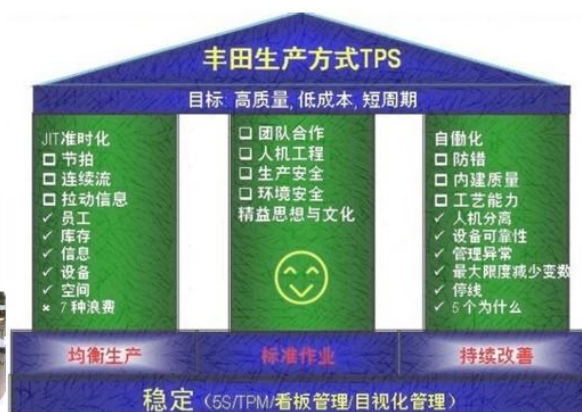 丰田生产方式TPS
目标: 高质量, 低成本, 短周期
JIT准时化
☐ 节拍
☐ 连续流
☐ 拉动信息
✓ 员工
✓ 库存
✓ 信息
✓ 设备
✓ 空间
× 7 种浪费
☐ 团队合作
☐ 人机工程
☐ 生产安全
☐ 环境安全
精益思想与文化
自働化
☐ 防错
☐ 内建质量
☐ 工艺能力
✓ 人机分离
✓ 设备可靠性
✓ 管理异常
✓ 最大限度减少变数
✓ 停线
✓ 5 个为什么
均衡生产
标准作业
持续改善
稳定（5S/TPM/看板管理/目视化管理）